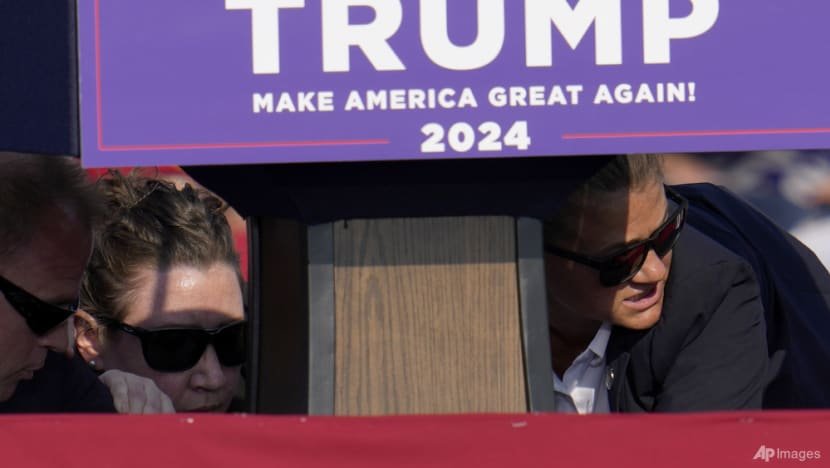 TRUMP
MAKE AMERICA GREAT AGAIN!
2024
AP Images